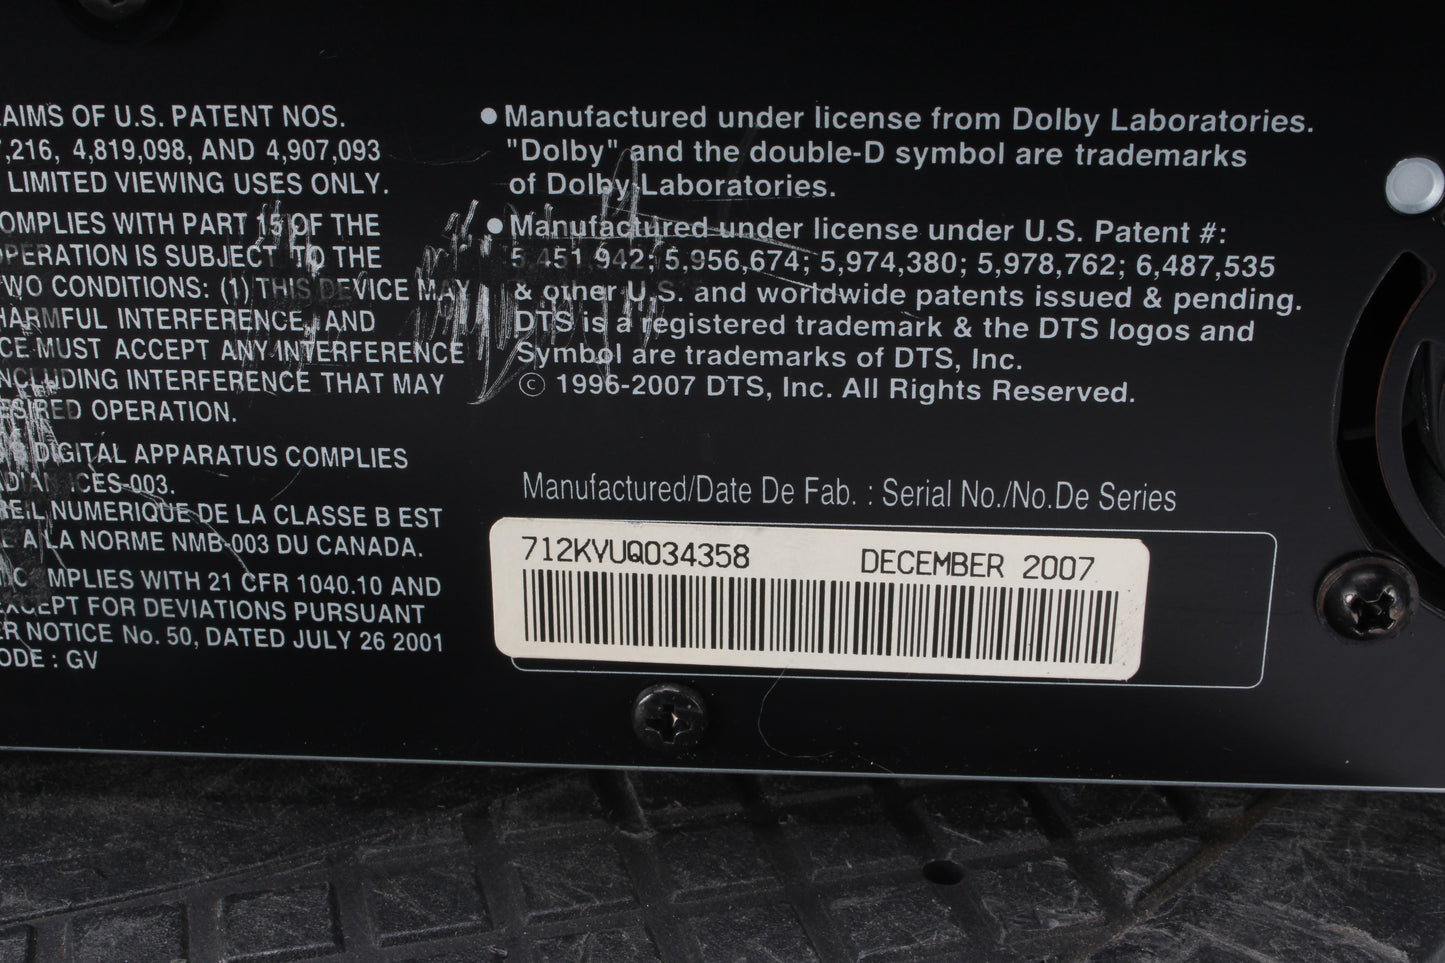 AIMS OF U.S. PATENT NOS.
,216, 4,819,098, AND 4,907,093
LIMITED VIEWING USES ONLY.
OMPLIES WITH PART 15 OF THE
PERATION IS SUBJECT TO THE
WO CONDITIONS: (1) THIS DEVICE MAY
HARMFUL INTERFERENCE, AND
CE MUST ACCEPT ANY INTERFERENCE
NCLUDING INTERFERENCE THAT MAY
ESIRED OPERATION.
DIGITAL APPARATUS COMPLIES
ICES-003.
REIL NUMERIQUE DE LA CLASSE B EST
A LA NORME NMB-003 DU CANADA.
MPLIES WITH 21 CFR 1040.10 AND
EXCEPT FOR DEVIATIONS PURSUANT
ER NOTICE No. 50, DATED JULY 26 2001
ODE : GV
● Manufactured under license from Dolby Laboratories.
"Dolby" and the double-D symbol are trademarks
of Dolby Laboratories.
● Manufactured under license under U.S. Patent #:
5,451,942; 5,956,674; 5,974,380; 5,978,762; 6,487,535
& other U.S. and worldwide patents issued & pending.
DTS is a registered trademark & the DTS logos and
Symbol are trademarks of DTS, Inc.
© 1996-2007 DTS, Inc. All Rights Reserved.
Manufactured/Date De Fab. : Serial No./No.De Series
712KVUQ034358 DECEMBER 2007